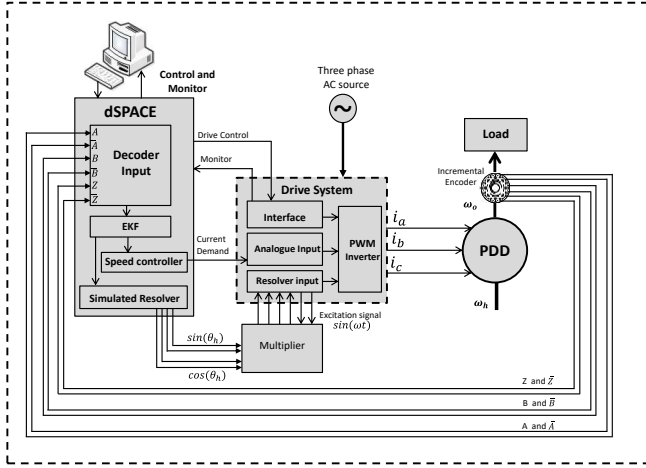 Control and
Monitor
Three phase
AC source
~
dSPACE
Load
A
A̅
B
B̅
Z
Z̅
Decoder
Input
Drive Control
Monitor
Incremental
Encoder
Drive System
ω_o
EKF
Interface
i_a
Current
Demand
Analogue Input
PWM
Inverter
i_b
PDD
Speed controller
i_c
Resolver input
Simulated Resolver
ω_h
Excitation signal
sin(ωt)
sin(θ_h)
Multiplier
cos(θ_h)
Z and Z̅
B and B̅
A and A̅